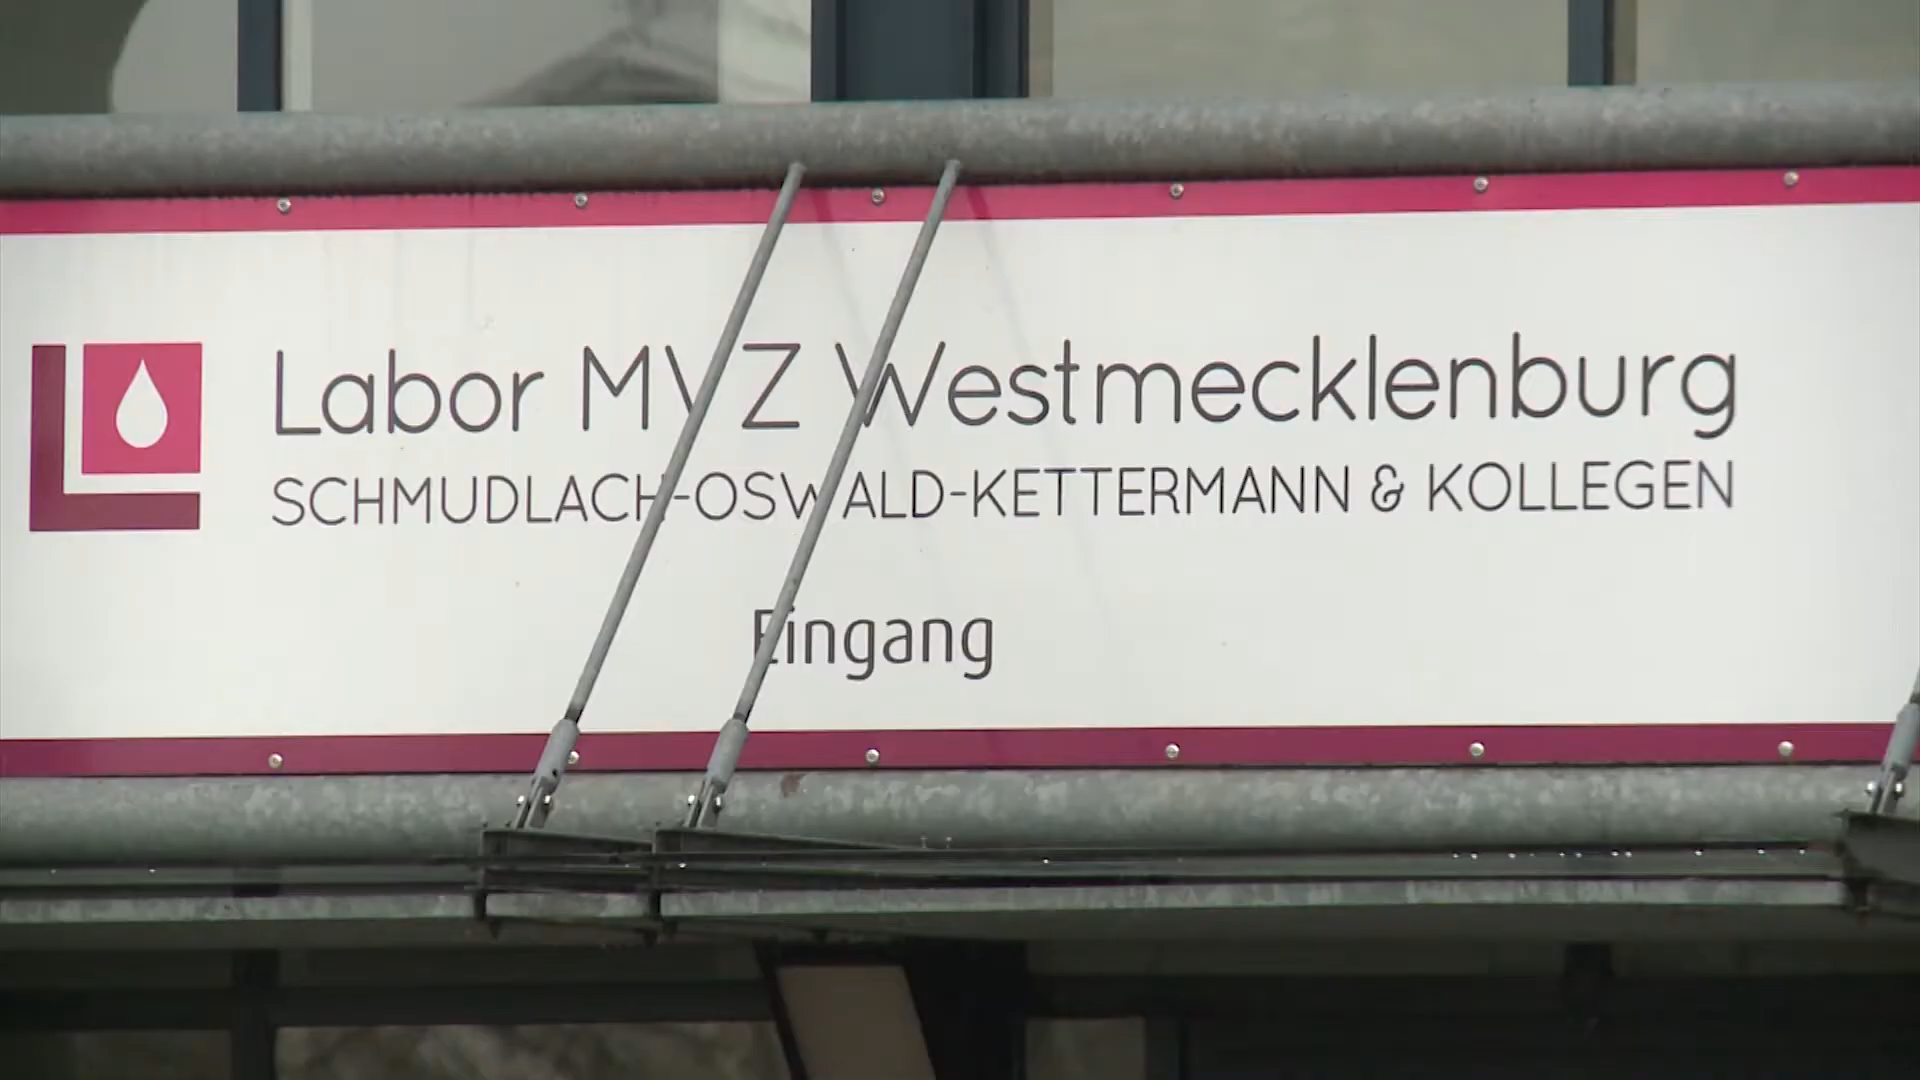 Labor MVZ Westmecklenburg
SCHMUDLACH-OSWALD-KETTERMANN & KOLLEGEN
Eingang